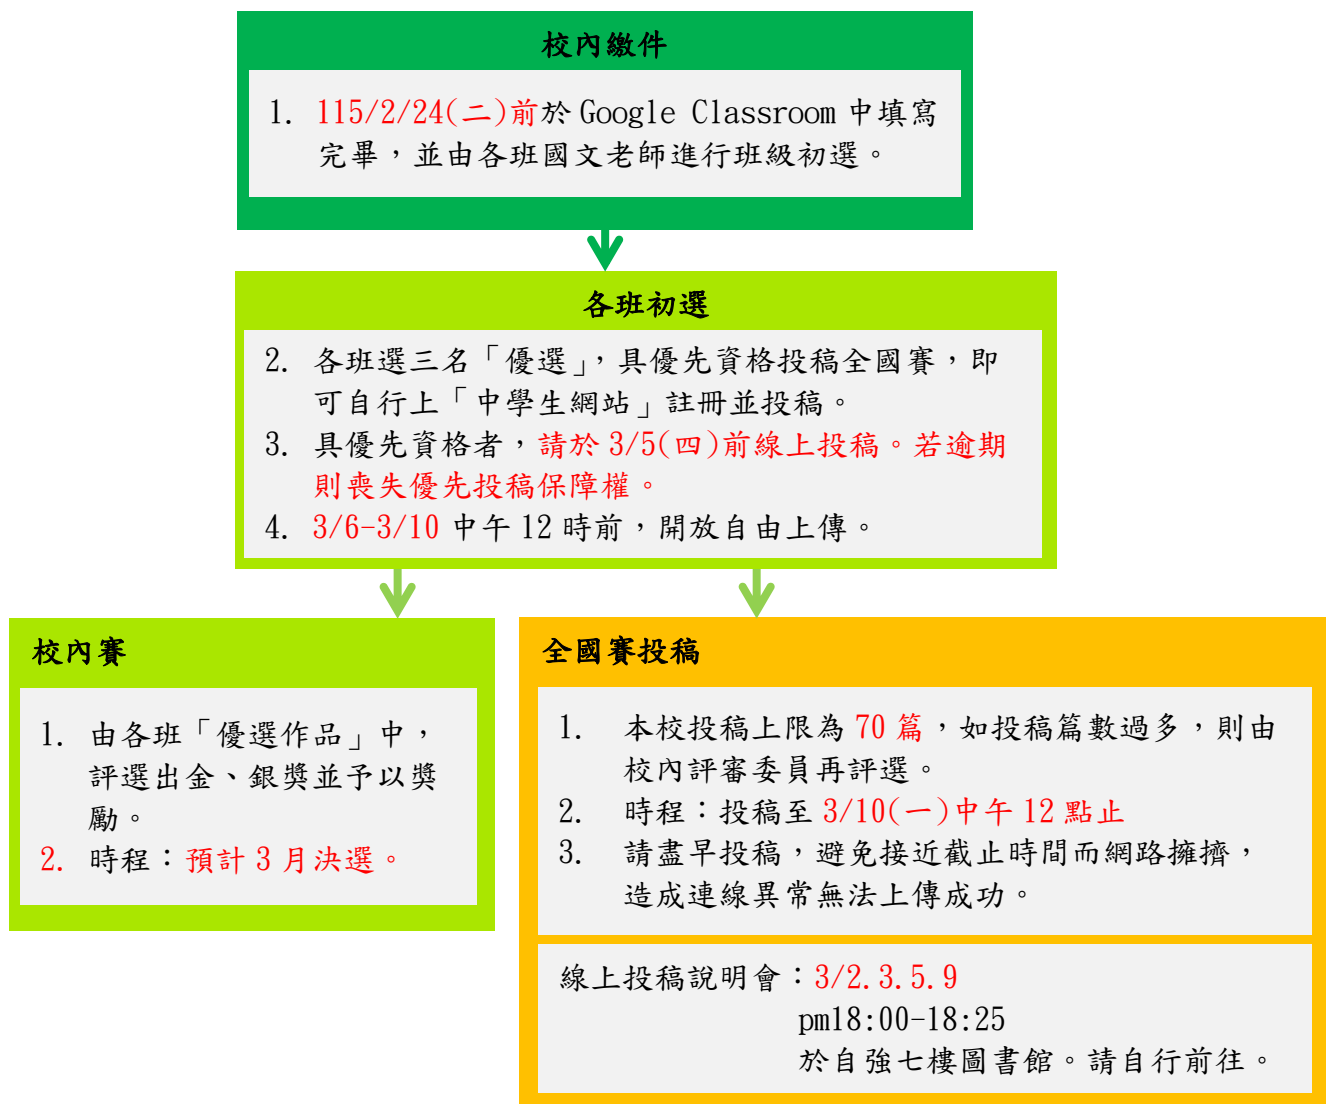 校內繳件
1. 115/2/24(二)前於 Google Classroom 中填寫
完畢，並由各班國文老師進行班級初選。
各班初選
2. 各班選三名「優選」，具優先資格投稿全國賽，即
可自行上「中學生網站」註冊並投稿。
3. 具優先資格者，請於 3/5(四)前線上投稿。若逾期
則喪失優先投稿保障權。
4. 3/6-3/10 中午 12 時前，開放自由上傳。
校內賽
1. 由各班「優選作品」中，
評選出金、銀獎並予以獎
勵。
2. 時程：預計 3 月決選。
全國賽投稿
1. 本校投稿上限為 70 篇，如投稿篇數過多，則由
校內評審委員再評選。
2. 時程：投稿至 3/10(一)中午 12 點止
3. 請盡早投稿，避免接近截止時間而網路擁擠，
造成連線異常無法上傳成功。
線上投稿說明會：3/2.3.5.9
pm18:00-18:25
於自強七樓圖書館。請自行前往。